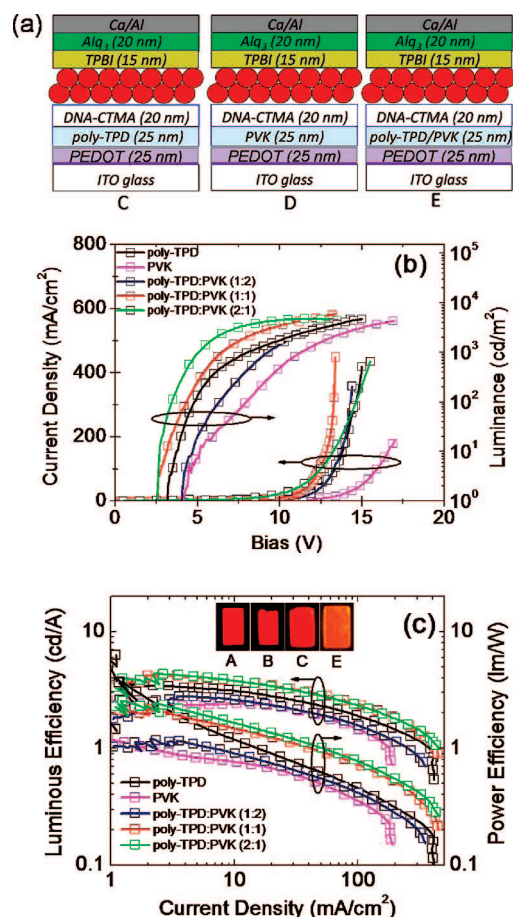 (a)
Ca/Al Ca/Al Ca/Al
Alq3 (20 nm) Alq3 (20 nm) Alq3 (20 nm)
TPBI (15 nm) TPBI (15 nm) TPBI (15 nm)
DNA-CTMA (20 nm) DNA-CTMA (20 nm) DNA-CTMA (20 nm)
poly-TPD (25 nm) PVK (25 nm) poly-TPD/PVK (25 nm)
PEDOT (25 nm) PEDOT (25 nm) PEDOT (25 nm)
ITO glass ITO glass ITO glass
C D E
(b)
Current Density (mA/cm²)
800
600
400
200
0
poly-TPD
PVK
poly-TPD:PVK (1:2)
poly-TPD:PVK (1:1)
poly-TPD:PVK (2:1)
10⁵
10⁴
10³
10²
10¹
10⁰
Luminance (cd/m²)
0 5 10 15 20
Bias (V)
(c)
Luminous Efficiency (cd/A)
10
1
0.1
A B C E
poly-TPD
PVK
poly-TPD:PVK (1:2)
poly-TPD:PVK (1:1)
poly-TPD:PVK (2:1)
10
1
0.1
Power Efficiency (lm/W)
1 10 100
Current Density (mA/cm²)